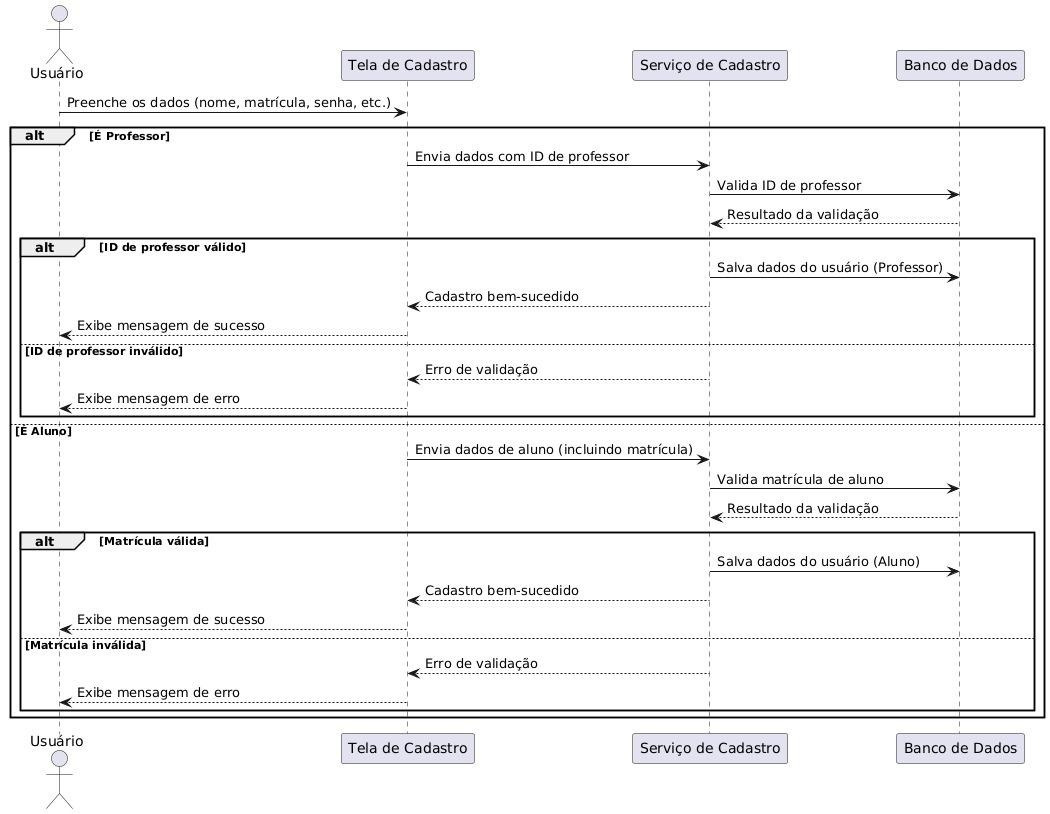 Usuário
Tela de Cadastro
Serviço de Cadastro
Banco de Dados
Preenche os dados (nome, matrícula, senha, etc.)
alt
[É Professor]
Envia dados com ID de professor
Valida ID de professor
Resultado da validação
alt
[ID de professor válido]
Salva dados do usuário (Professor)
Cadastro bem-sucedido
Exibe mensagem de sucesso
[ID de professor inválido]
Erro de validação
Exibe mensagem de erro
[É Aluno]
Envia dados de aluno (incluindo matrícula)
Valida matrícula de aluno
Resultado da validação
alt
[Matrícula válida]
Salva dados do usuário (Aluno)
Cadastro bem-sucedido
Exibe mensagem de sucesso
[Matrícula inválida]
Erro de validação
Exibe mensagem de erro
Usuário
Tela de Cadastro
Serviço de Cadastro
Banco de Dados